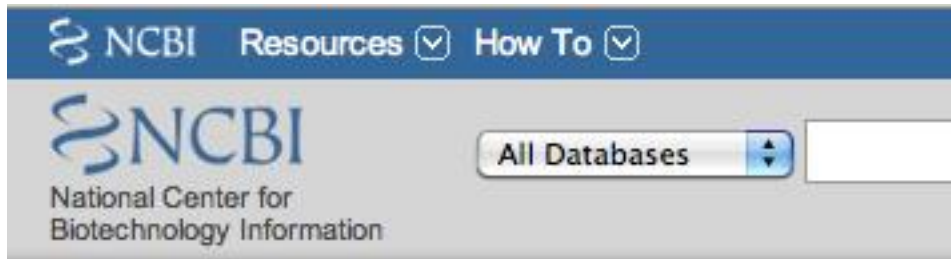 NCBI Resources How To
NCBI
All Databases
National Center for
Biotechnology Information